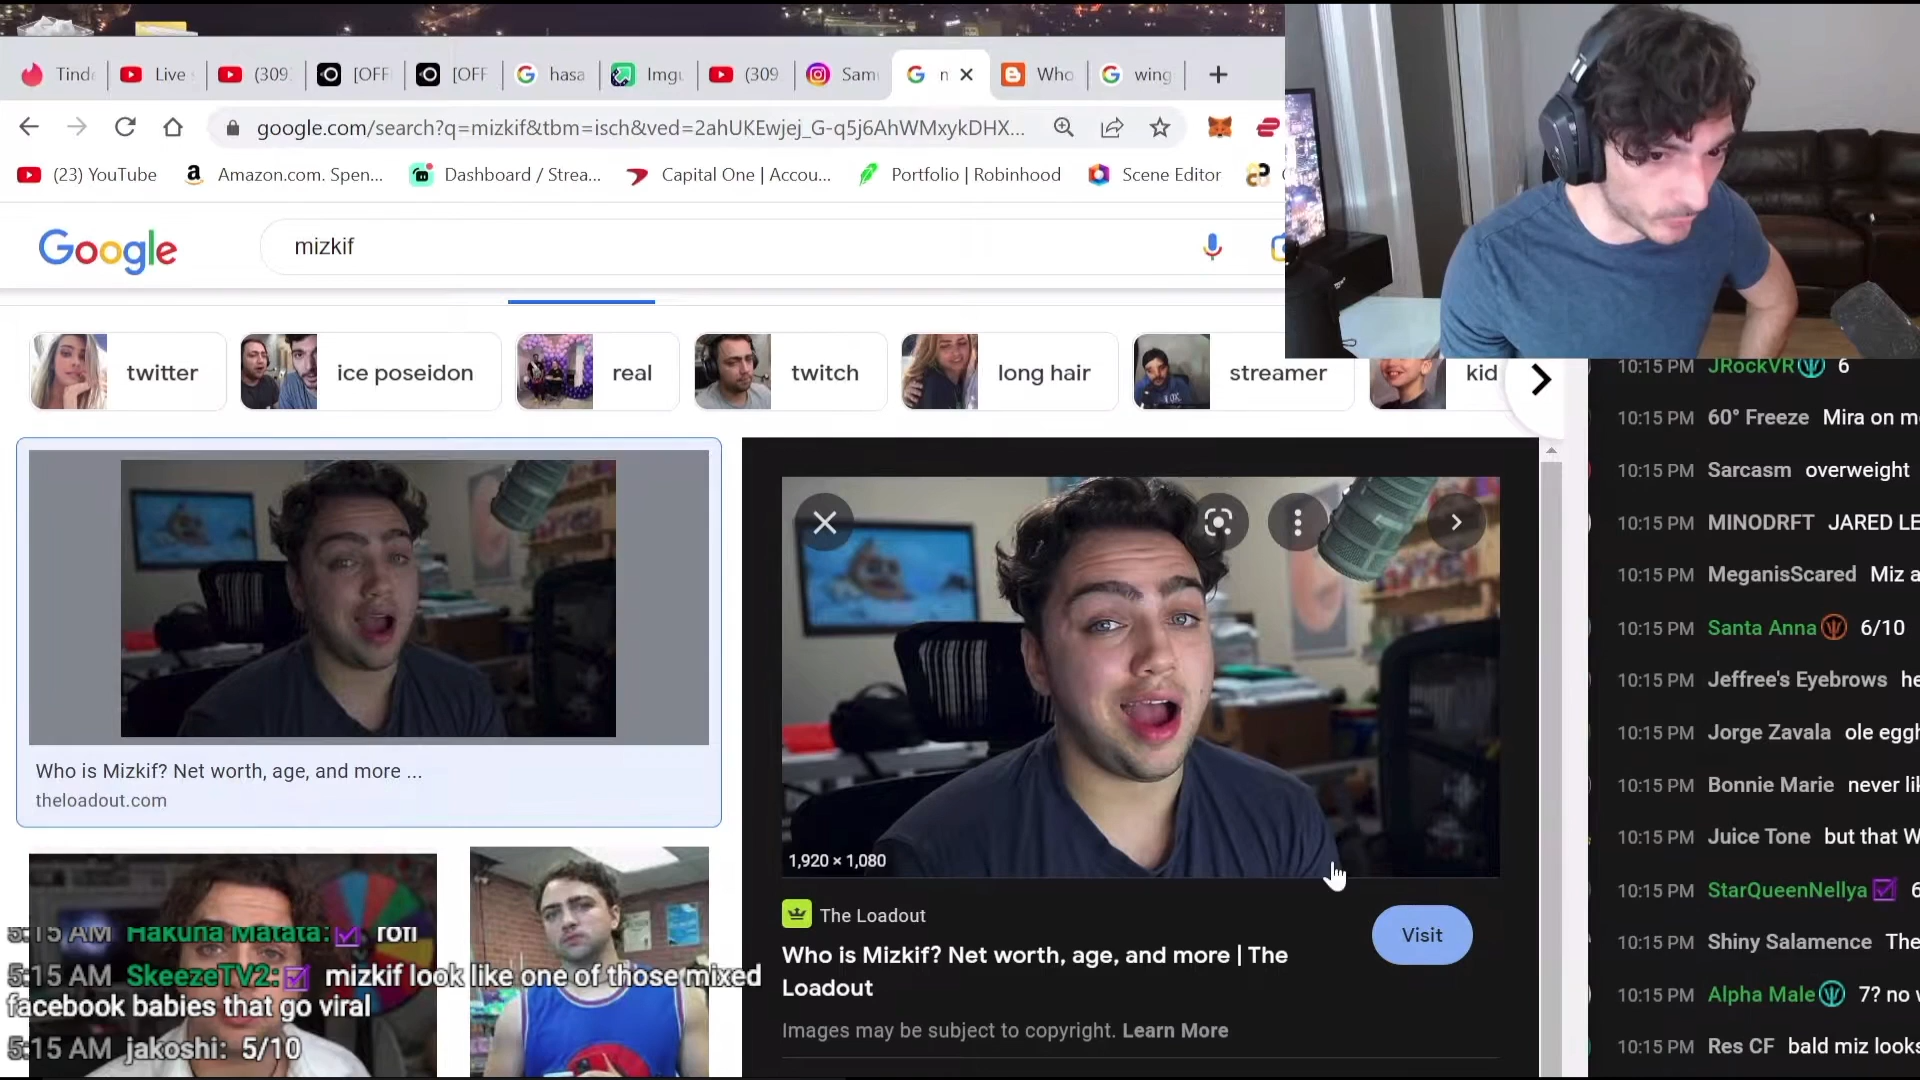 Tind
Live
(309
[OFF
[OFF
hasa
Imgu
(309
Sam
n
Who
wing
google.com/search?q=mizkif&tbm=isch&ved=2ahUKEwjej_G-q5j6AhWMxykDHX...
(23) YouTube
Amazon.com. Spen...
Dashboard / Strea...
Capital One | Accou...
Portfolio | Robinhood
Scene Editor
Google
mizkif
twitter
ice poseidon
real
twitch
long hair
streamer
kid
Who is Mizkif? Net worth, age, and more ...
theloadout.com
1,920 × 1,080
The Loadout
Visit
Who is Mizkif? Net worth, age, and more | The
Loadout
Images may be subject to copyright. Learn More
5:15 AM Hakuna Matata: rofl
5:15 AM SkeezeTV2: mizkif look like one of those mixed
facebook babies that go viral
5:15 AM jakoshi: 5/10
10:15 PM JRockVR 6
10:15 PM 60° Freeze Mira on m
10:15 PM Sarcasm overweight
10:15 PM MINODRFT JARED LE
10:15 PM MeganisScared Miz a
10:15 PM Santa Anna 6/10
10:15 PM Jeffree's Eyebrows he
10:15 PM Jorge Zavala ole eggh
10:15 PM Bonnie Marie never lik
10:15 PM Juice Tone but that W
10:15 PM StarQueenNellya 6
10:15 PM Shiny Salamence The
10:15 PM Alpha Male 7? no w
10:15 PM Res CF bald miz looks